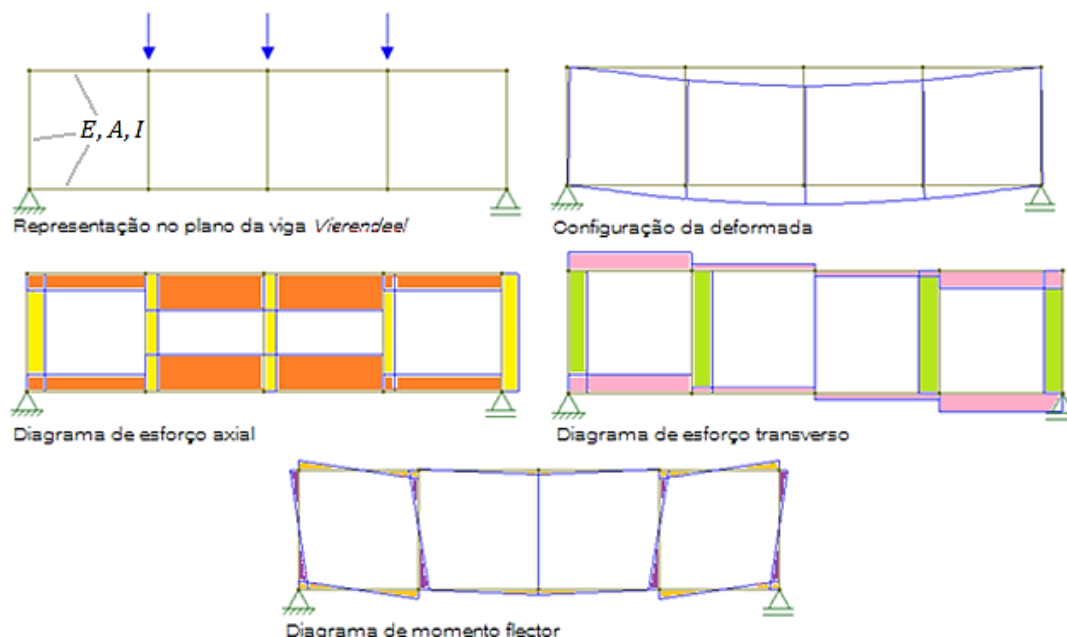 E, A, I
Representação no plano da viga Vierendeel
Configuração da deformada
Diagrama de esforço axial
Diagrama de esforço transverso
Diagrama de momento flector